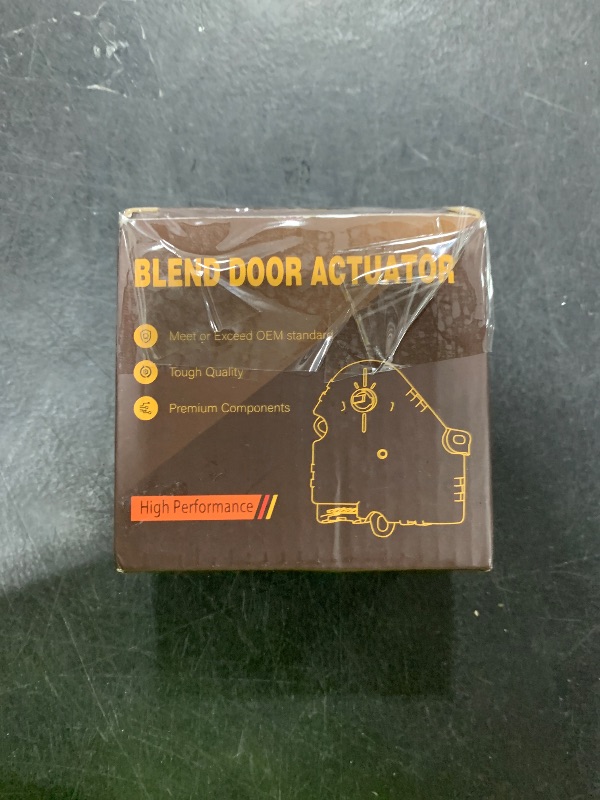 BLEND DOOR ACTUATOR
Meet or Exceed OEM standard
Tough Quality
Premium Components
High Performance